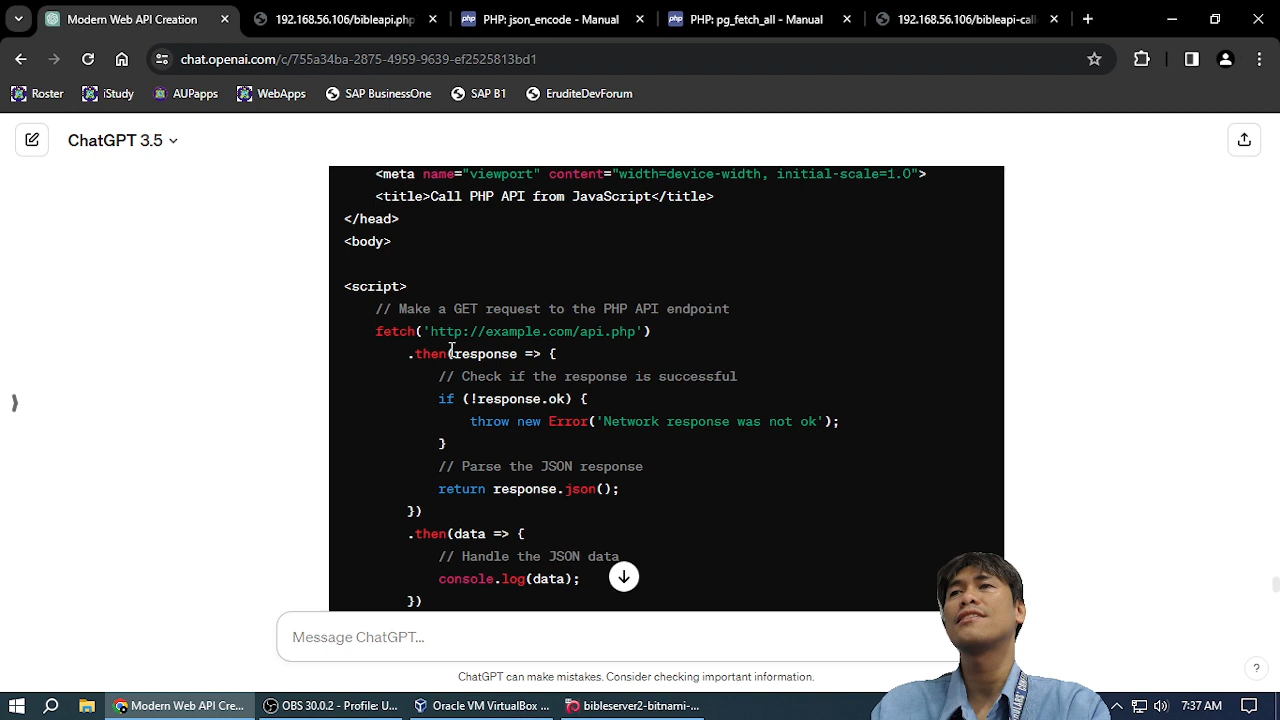 Modern Web API Creation
192.168.56.106/bibleapi.php
PHP: json_encode - Manual
PHP: pg_fetch_all - Manual
192.168.56.106/bibleapi-call
chat.openai.com/c/755a34ba-2875-4959-9639-ef2525813bd1
Roster
iStudy
AUPapps
WebApps
SAP BusinessOne
SAP B1
EruditeDevForum
ChatGPT 3.5
<meta name="viewport" content="width=device-width, initial-scale=1.0">
<title>Call PHP API from JavaScript</title>
</head>
<body>
<script>
// Make a GET request to the PHP API endpoint
fetch('http://example.com/api.php')
.then(response => {
// Check if the response is successful
if (!response.ok) {
throw new Error('Network response was not ok');
}
// Parse the JSON response
return response.json();
})
.then(data => {
// Handle the JSON data
console.log(data);
})
Message ChatGPT...
ChatGPT can make mistakes. Consider checking important information.
?
Modern Web API Cre...
OBS 30.0.2 - Profile: U...
Oracle VM VirtualBox ...
bibleserver2-bitnami-...
7:37 AM